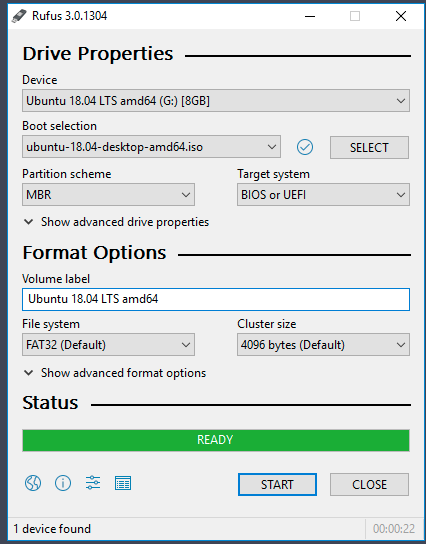 Rufus 3.0.1304
Drive Properties
Device
Ubuntu 18.04 LTS amd64 (G:) [8GB]
Boot selection
ubuntu-18.04-desktop-amd64.iso
SELECT
Partition scheme
Target system
MBR
BIOS or UEFI
Show advanced drive properties
Format Options
Volume label
Ubuntu 18.04 LTS amd64
File system
Cluster size
FAT32 (Default)
4096 bytes (Default)
Show advanced format options
Status
READY
START
CLOSE
1 device found
00:00:22